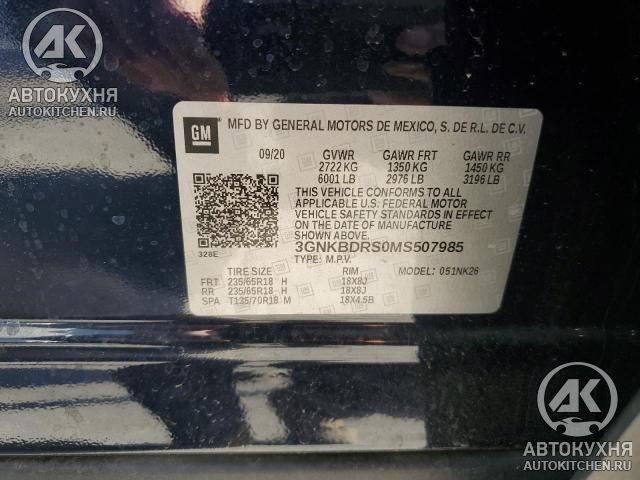 АК
АВТОКУХНЯ
AUTOKITCHEN.RU
GM MFD BY GENERAL MOTORS DE MEXICO, S. DE R.L. DE C.V.
09/20 GVWR GAWR FRT GAWR RR
2722 KG 1350 KG 1450 KG
6001 LB 2976 LB 3196 LB
THIS VEHICLE CONFORMS TO ALL
APPLICABLE U.S. FEDERAL MOTOR
VEHICLE SAFETY STANDARDS IN EFFECT
ON THE DATE OF MANUFACTURE
SHOWN ABOVE.
328E 3GNKBDRS0MS507985
TYPE: M.P.V.
TIRE SIZE RIM MODEL: 051NK26
FRT 235/65R18 H 18X8J
RR 235/65R18 H 18X8J
SPA T135/70R18 M 18X4.5B
АК
АВТОКУХНЯ
AUTOKITCHEN.RU